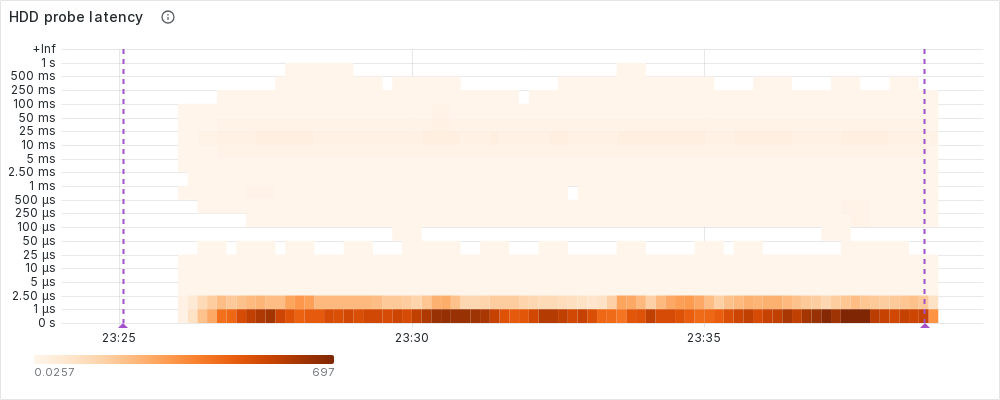 HDD probe latency
+Inf
1 s
500 ms
250 ms
100 ms
50 ms
25 ms
10 ms
5 ms
2.50 ms
1 ms
500 µs
250 µs
100 µs
50 µs
25 µs
10 µs
5 µs
2.50 µs
1 µs
0 s
23:25 23:30 23:35
0.0257 697